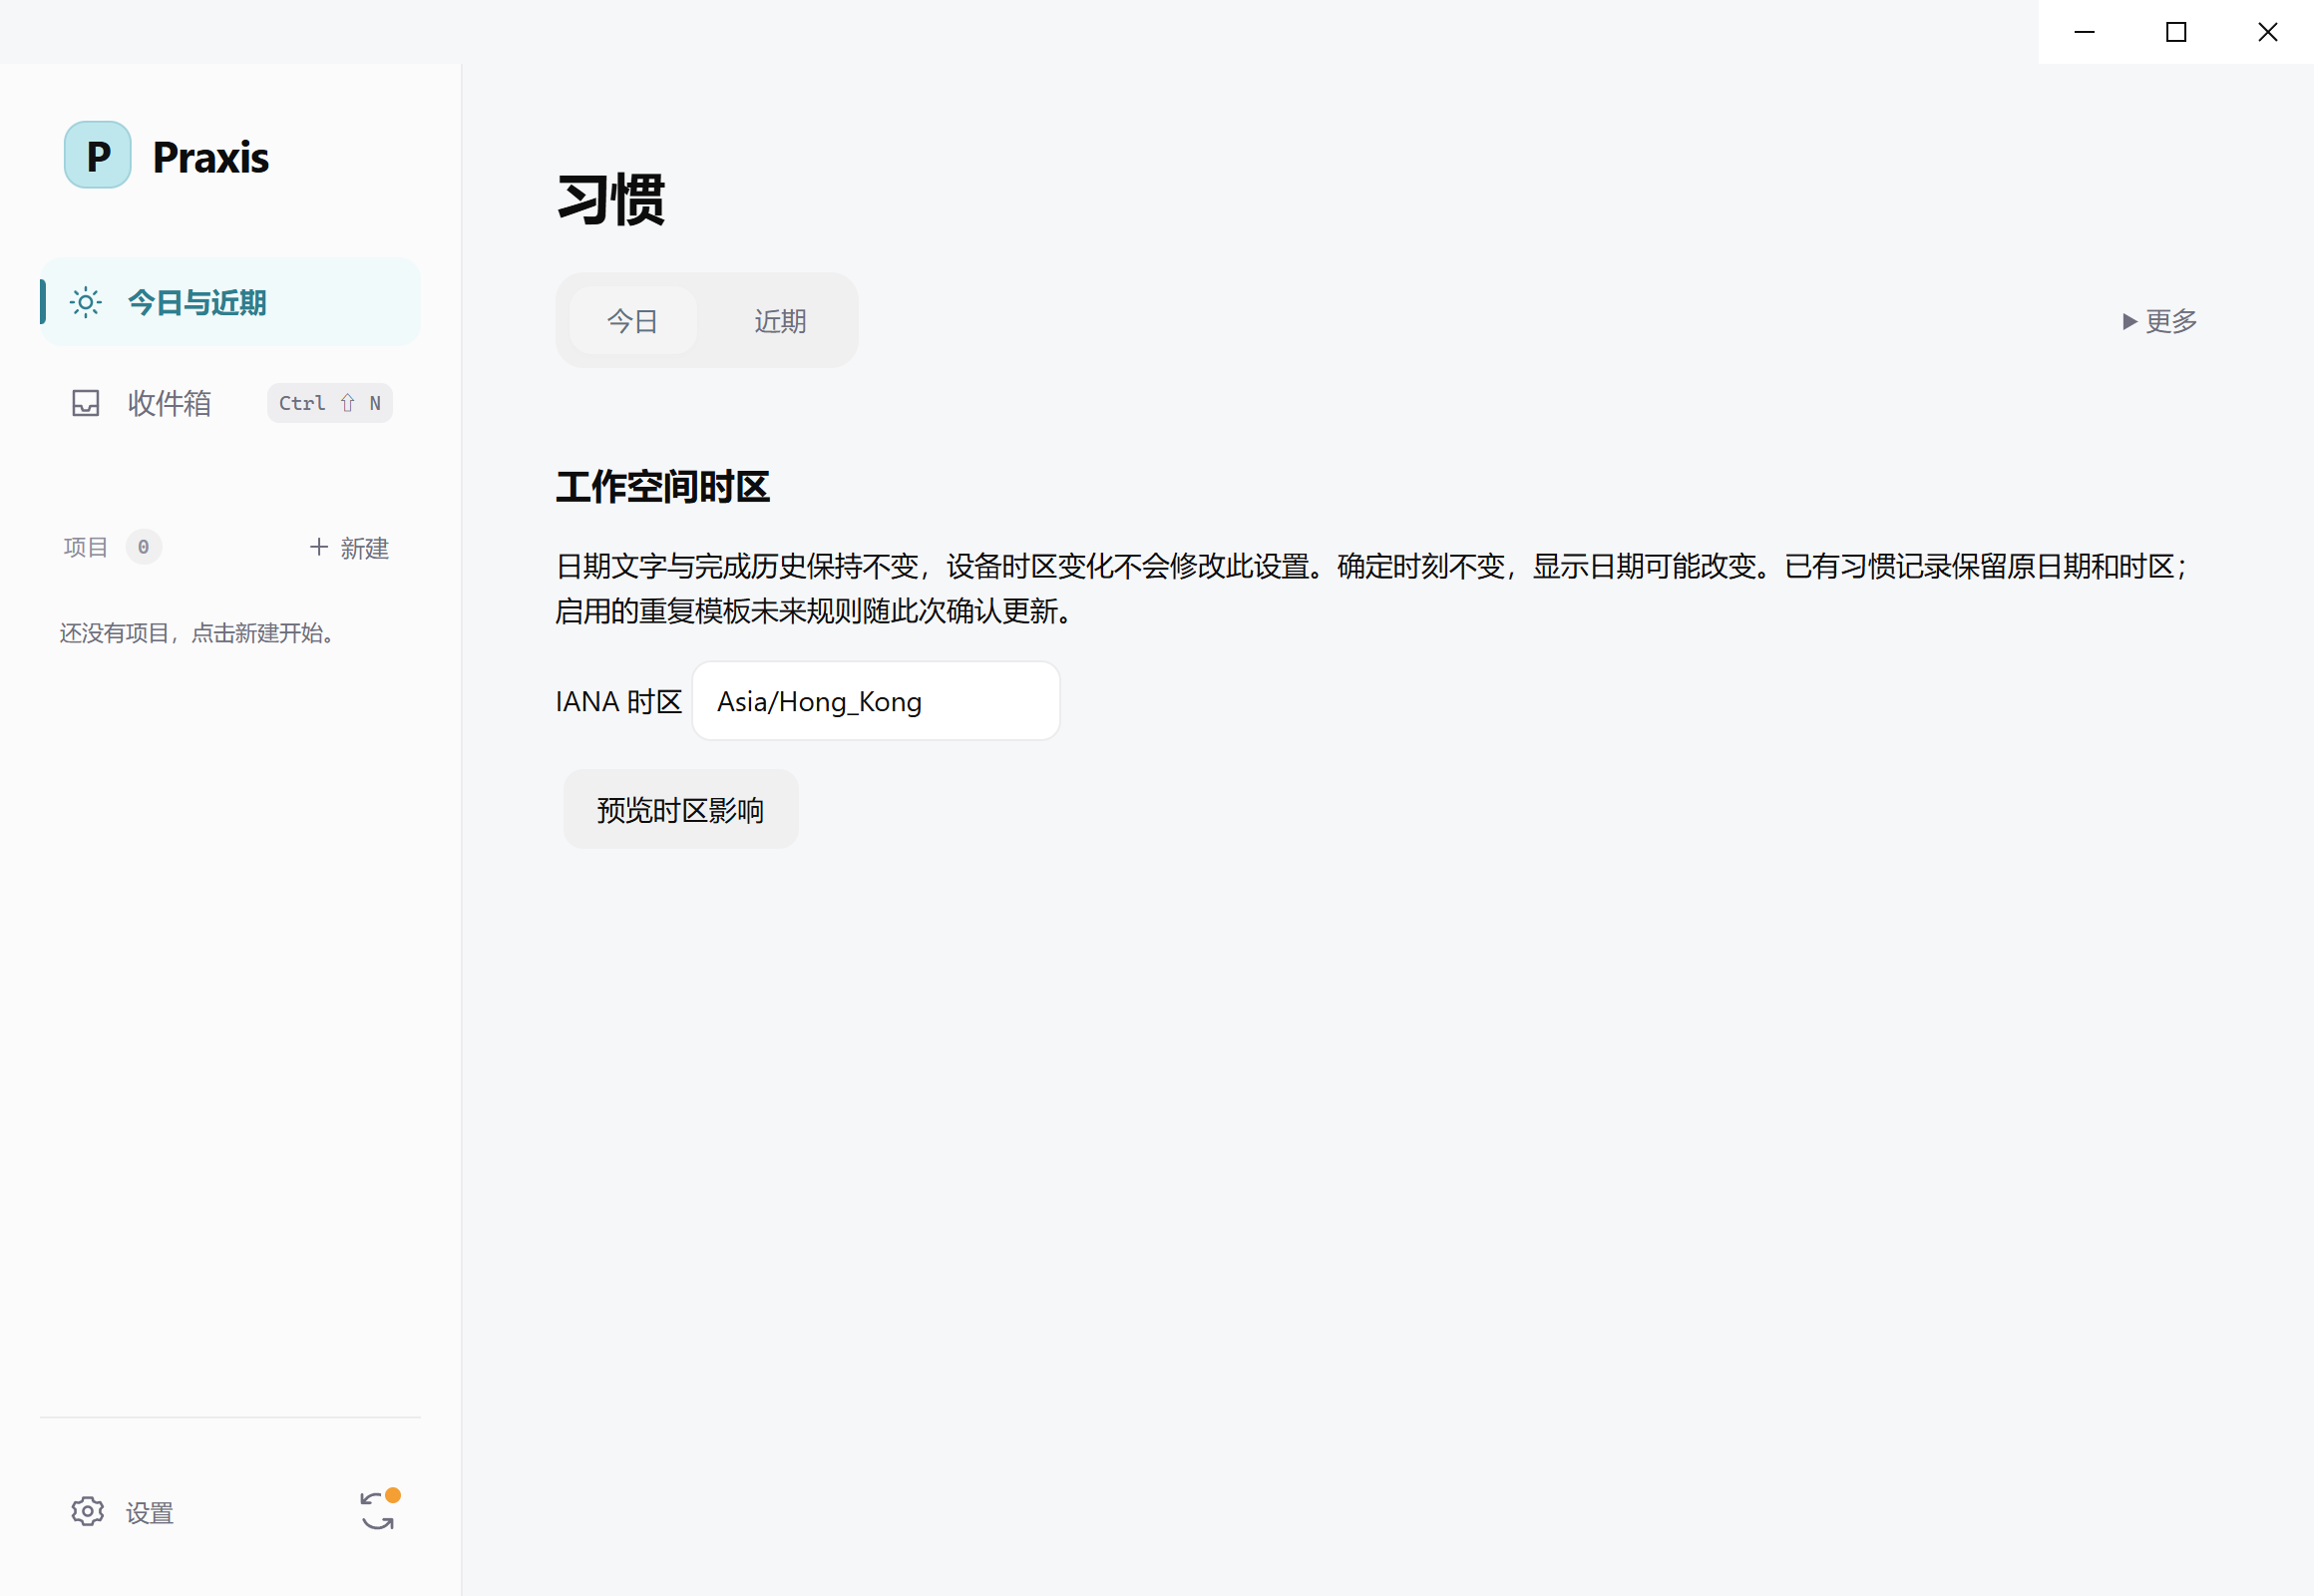 P Praxis
今日与近期
收件箱 Ctrl ⇧ N
项目 0 + 新建
还没有项目，点击新建开始。
设置
习惯
今日 近期
▶ 更多
工作空间时区
日期文字与完成历史保持不变，设备时区变化不会修改此设置。确定时刻不变，显示日期可能改变。已有习惯记录保留原日期和时区；
启用的重复模板未来规则随此次确认更新。
IANA 时区 Asia/Hong_Kong
预览时区影响